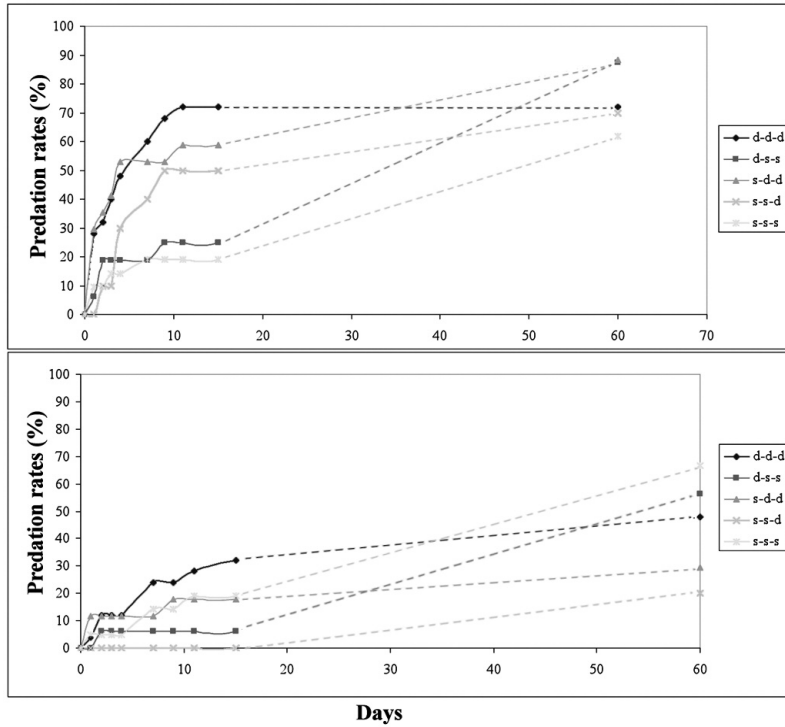 Predation rates (%)
100
90
80
70
60
50
40
30
20
10
0
0 10 20 30 40 50 60 70
d-d-d
d-s-s
s-d-d
s-s-d
s-s-s
Predation rates (%)
100
90
80
70
60
50
40
30
20
10
0
0 10 20 30 40 50 60
d-d-d
d-s-s
s-d-d
s-s-d
s-s-s
Days